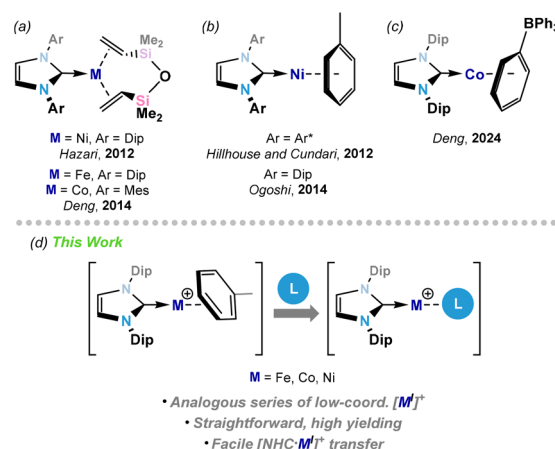 (a)
Ar
N
N
Ar
M
Me₂
Si
O
Si
Me₂
M = Ni, Ar = Dip
Hazari, 2012
M = Fe, Ar = Dip
M = Co, Ar = Mes
Deng, 2014
(b)
Ar
N
N
Ar
Ni
Ar = Ar*
Hillhouse and Cundari, 2012
Ar = Dip
Ogoshi, 2014
(c)
Dip
N
N
Dip
Co
BPh₃
Deng, 2024
(d) This Work
Dip
N
N
Dip
M
⊕
L
Dip
N
N
Dip
M
⊕
L
M = Fe, Co, Ni
• Analogous series of low-coord. [Mᴵ]⁺
• Straightforward, high yielding
• Facile [NHC·Mᴵ]⁺ transfer